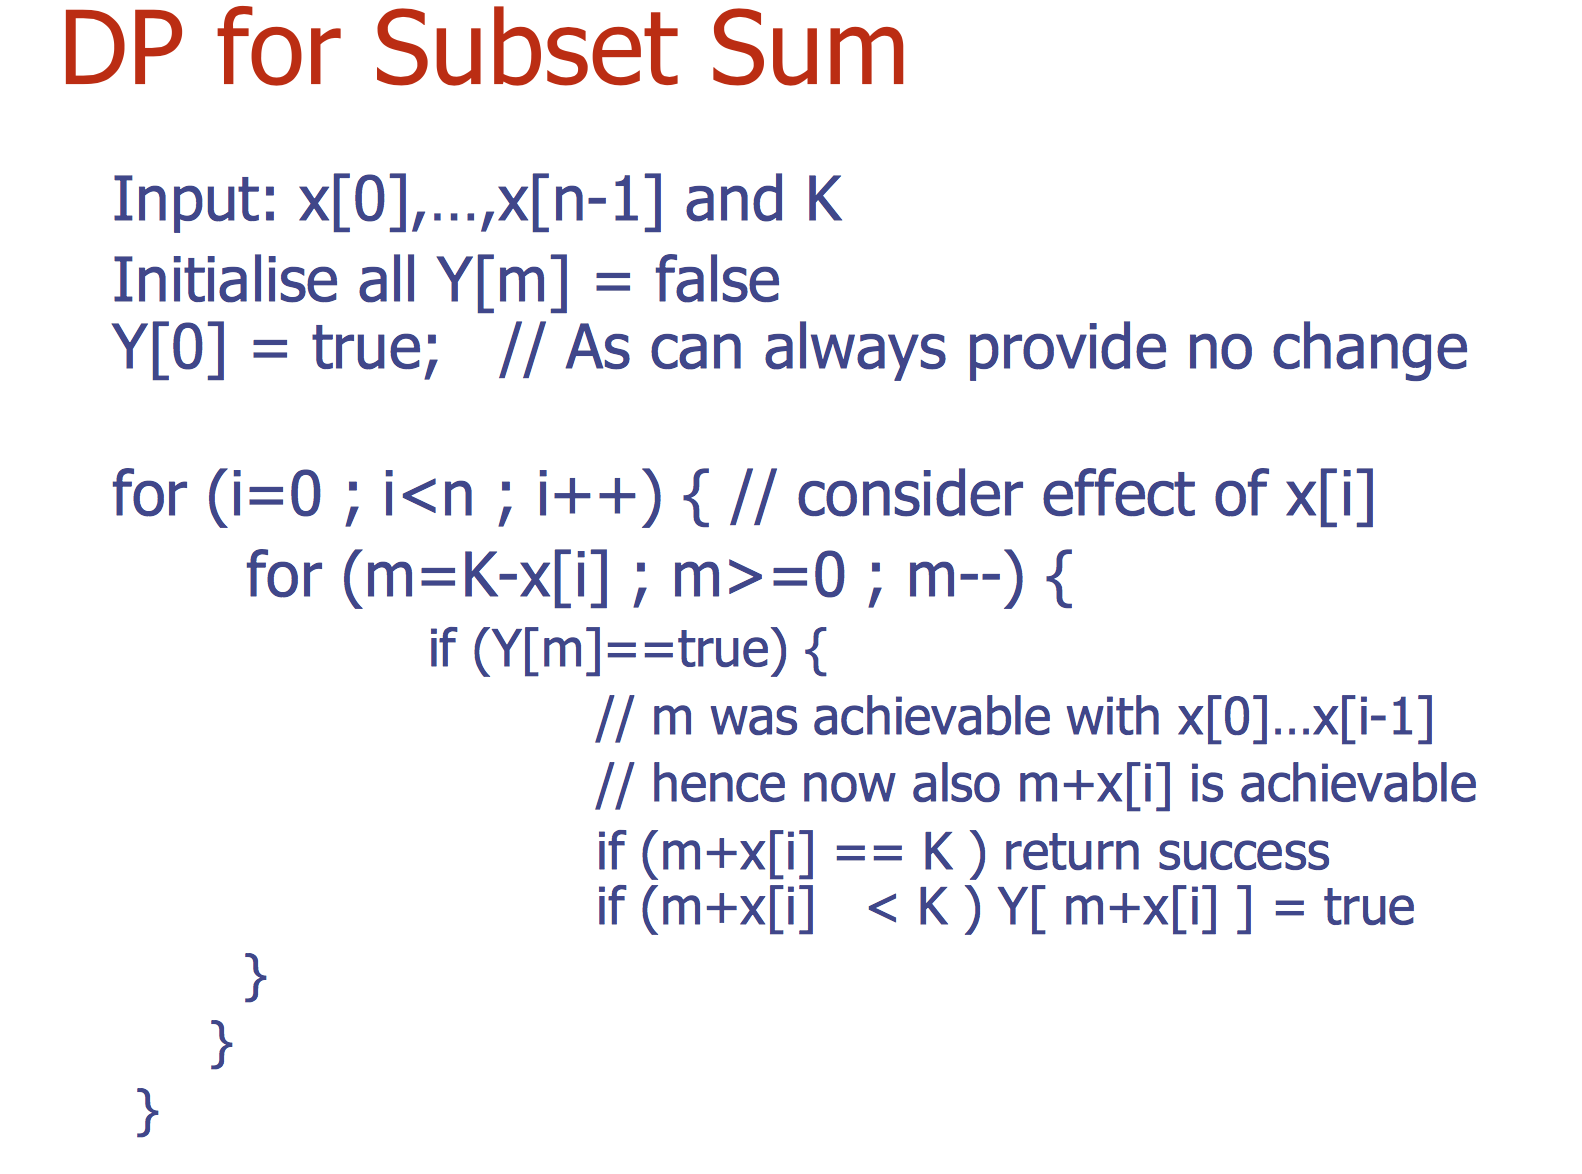 DP for Subset Sum
Input: x[0],…,x[n-1] and K
Initialise all Y[m] = false
Y[0] = true; // As can always provide no change
for (i=0 ; i<n ; i++) { // consider effect of x[i]
for (m=K-x[i] ; m>=0 ; m--) {
if (Y[m]==true) {
// m was achievable with x[0]…x[i-1]
// hence now also m+x[i] is achievable
if (m+x[i] == K ) return success
if (m+x[i] < K ) Y[ m+x[i] ] = true
}
}
}